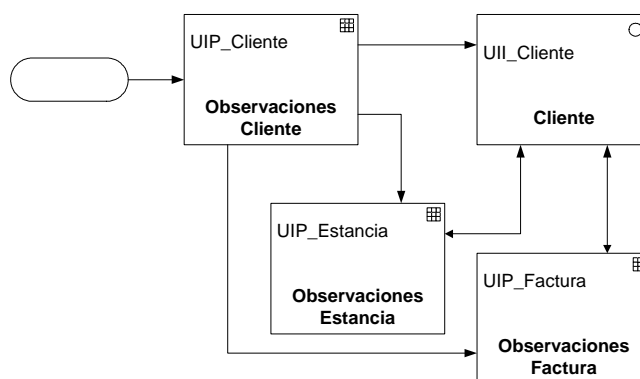 UIP_Cliente
Observaciones
Cliente
UII_Cliente
Cliente
UIP_Estancia
Observaciones
Estancia
UIP_Factura
Observaciones
Factura